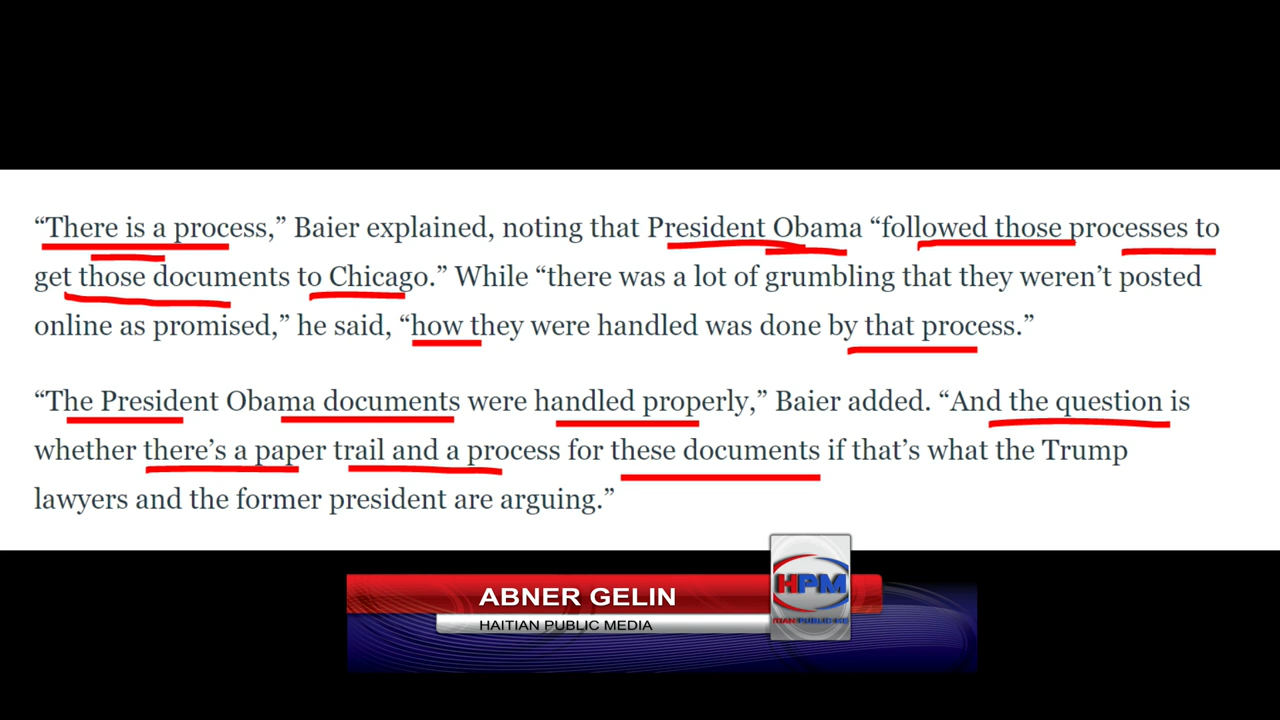 “There is a process,” Baier explained, noting that President Obama “followed those processes to
get those documents to Chicago.” While “there was a lot of grumbling that they weren’t posted
online as promised,” he said, “how they were handled was done by that process.”
“The President Obama documents were handled properly,” Baier added. “And the question is
whether there’s a paper trail and a process for these documents if that’s what the Trump
lawyers and the former president are arguing.”
ABNER GELIN
HAITIAN PUBLIC MEDIA
HPM